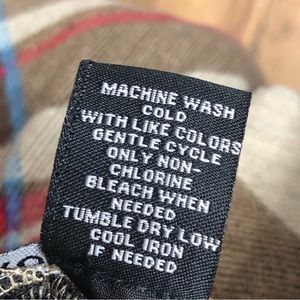 MACHINE WASH
COLD
WITH LIKE COLORS
GENTLE CYCLE
ONLY NON-
CHLORINE
BLEACH WHEN
NEEDED
TUMBLE DRY LOW
COOL IRON
IF NEEDED